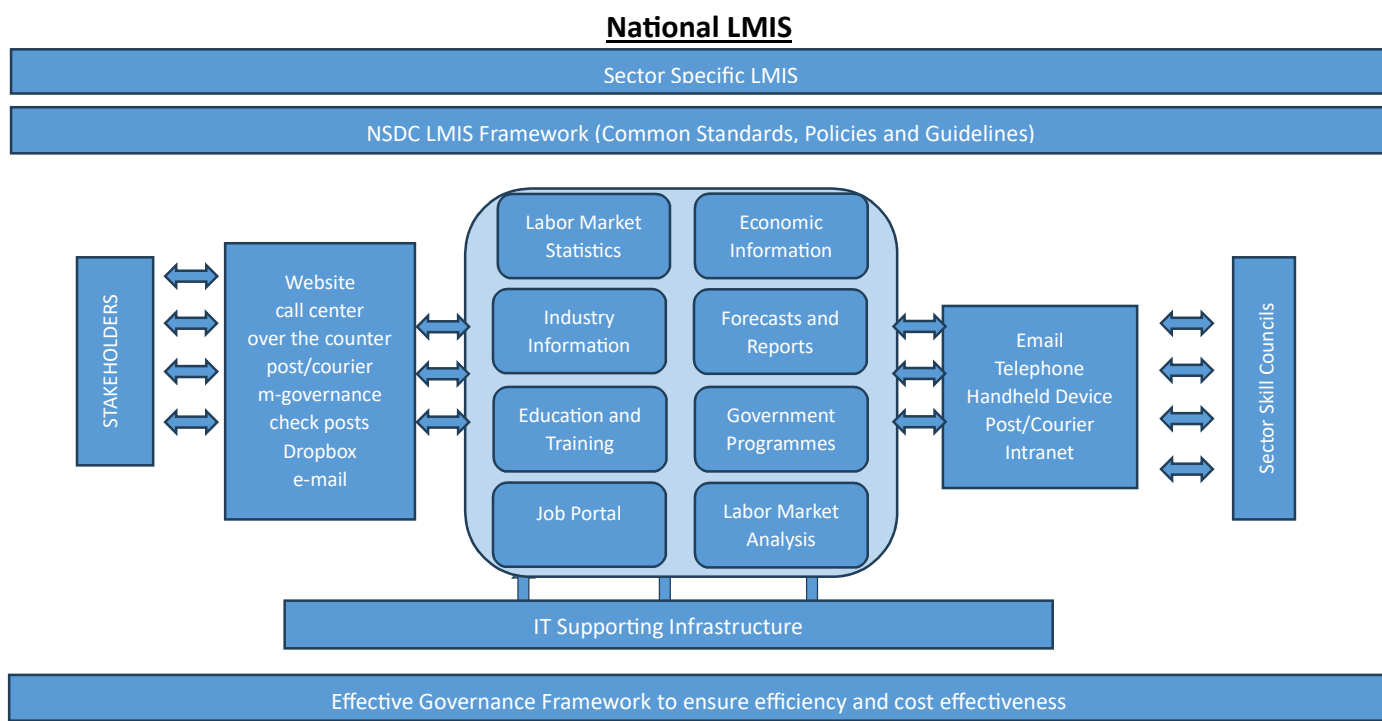 National LMIS
Sector Specific LMIS
NSDC LMIS Framework (Common Standards, Policies and Guidelines)
STAKEHOLDERS
Website
call center
over the counter
post/courier
m-governance
check posts
Dropbox
e-mail
Labor Market
Statistics
Economic
Information
Industry
Information
Forecasts and
Reports
Education and
Training
Government
Programmes
Job Portal
Labor Market
Analysis
Email
Telephone
Handheld Device
Post/Courier
Intranet
Sector Skill Councils
IT Supporting Infrastructure
Effective Governance Framework to ensure efficiency and cost effectiveness